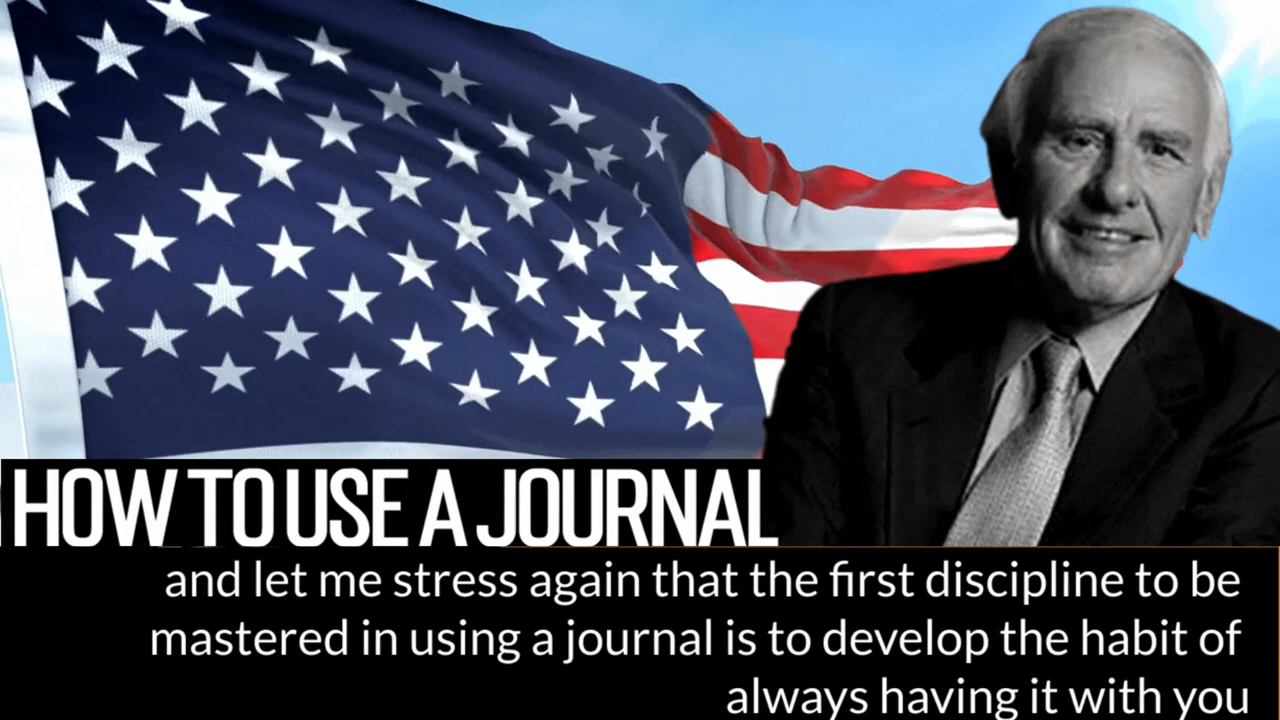 HOW TO USE A JOURNAL
and let me stress again that the first discipline to be
mastered in using a journal is to develop the habit of
always having it with you